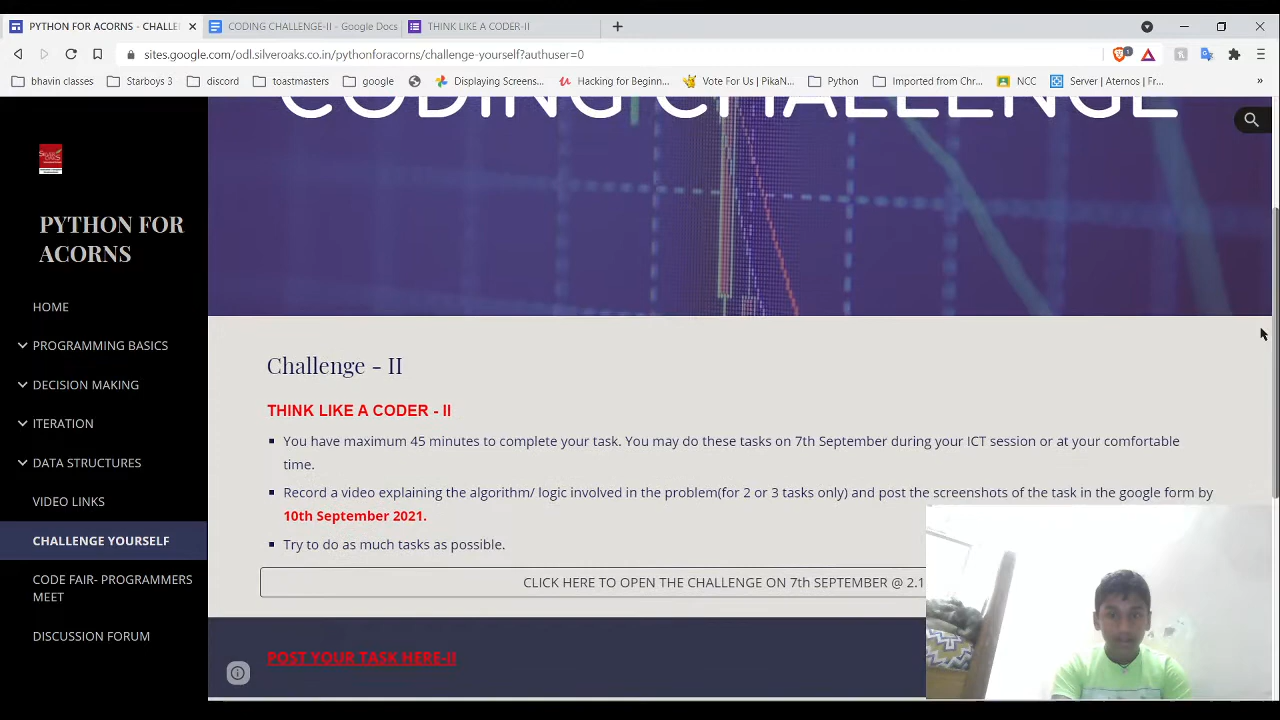 PYTHON FOR ACORNS - CHALLE
CODING CHALLENGE-II - Google Docs
THINK LIKE A CODER-II
sites.google.com/odl.silveroaks.co.in/pythonforacorns/challenge-yourself?authuser=0
bhavin classes
Starboys 3
discord
toastmasters
google
Displaying Screens...
Hacking for Beginn...
Vote For Us | PikaN...
Python
Imported from Chr...
NCC
Server | Aternos | Fr...
CODING CHALLENGE
PYTHON FOR
ACORNS
HOME
PROGRAMMING BASICS
DECISION MAKING
ITERATION
DATA STRUCTURES
VIDEO LINKS
CHALLENGE YOURSELF
CODE FAIR- PROGRAMMERS
MEET
DISCUSSION FORUM
Challenge - II
THINK LIKE A CODER - II
You have maximum 45 minutes to complete your task. You may do these tasks on 7th September during your ICT session or at your comfortable
time.
Record a video explaining the algorithm/ logic involved in the problem(for 2 or 3 tasks only) and post the screenshots of the task in the google form by
10th September 2021.
Try to do as much tasks as possible.
CLICK HERE TO OPEN THE CHALLENGE ON 7th SEPTEMBER @ 2.1
POST YOUR TASK HERE-II